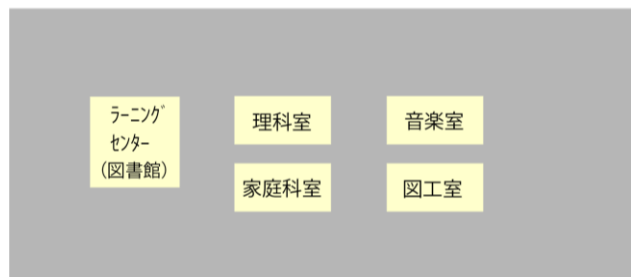 ﾗｰﾆﾝｸﾞ
ｾﾝﾀｰ
(図書館)
理科室
音楽室
家庭科室
図工室